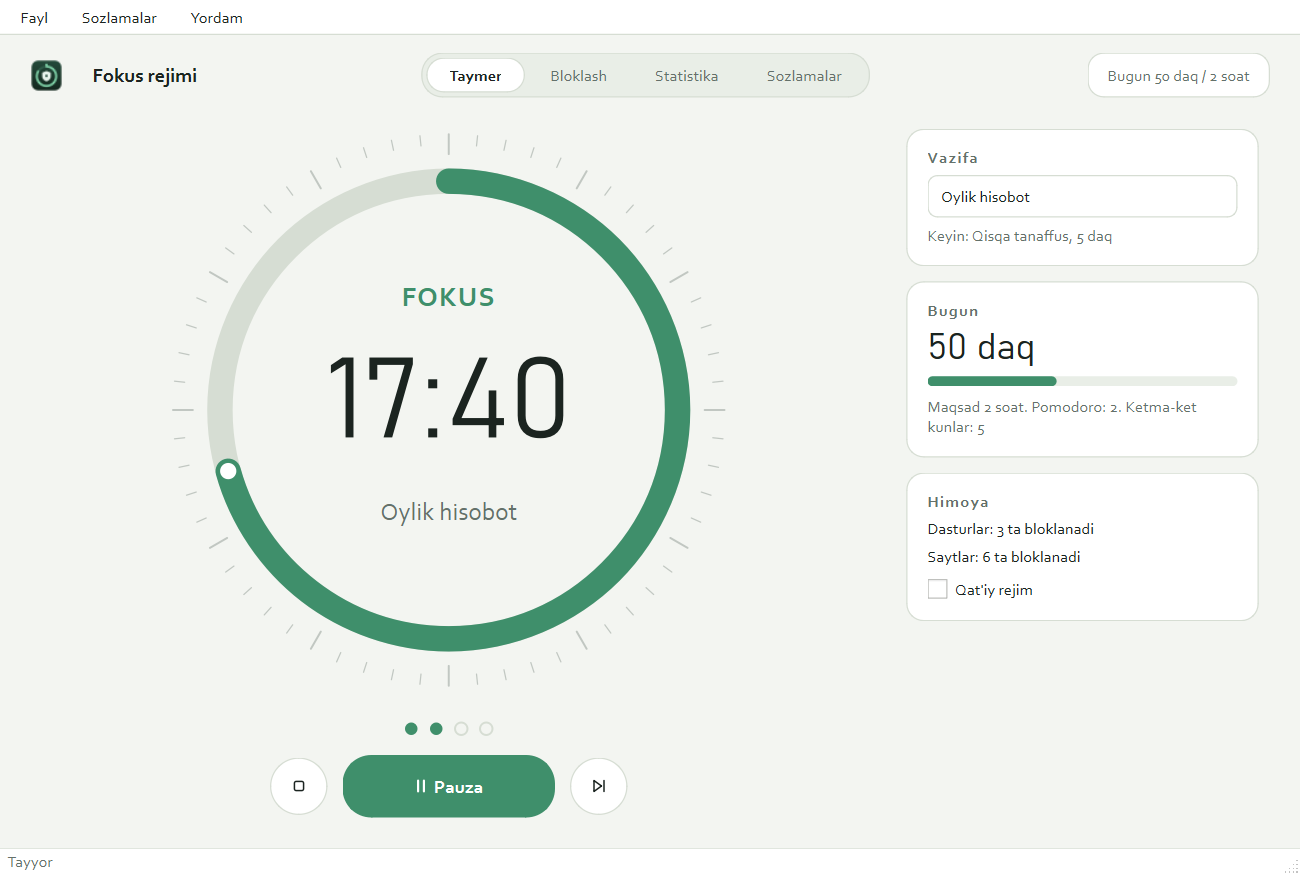 Fayl Sozlamalar Yordam
Fokus rejimi
Taymer Bloklash Statistika Sozlamalar
Bugun 50 daq / 2 soat
FOKUS
17:40
Oylik hisobot
Pauza
Vazifa
Oylik hisobot
Keyin: Qisqa tanaffus, 5 daq
Bugun
50 daq
Maqsad 2 soat. Pomodoro: 2. Ketma-ket
kunlar: 5
Himoya
Dasturlar: 3 ta bloklanadi
Saytlar: 6 ta bloklanadi
Qat'iy rejim
Tayyor